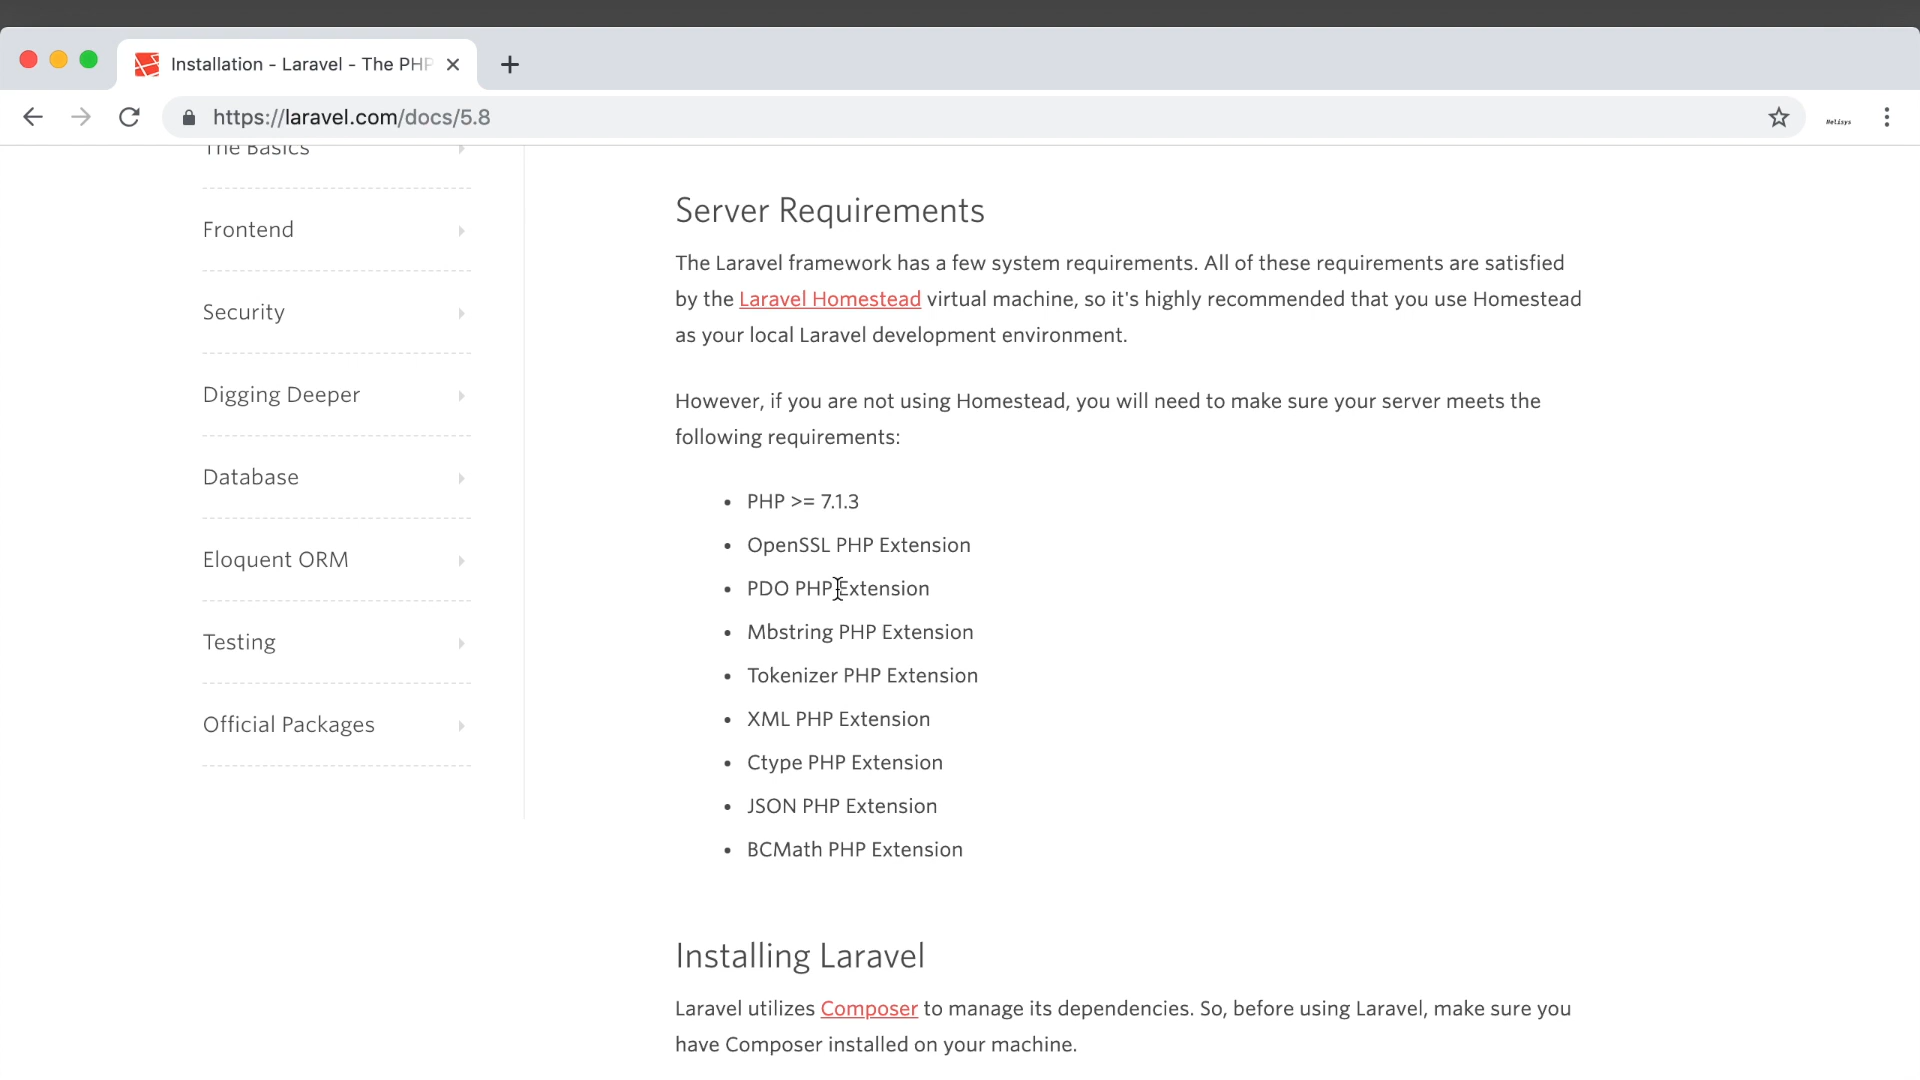 Installation - Laravel - The PHP
https://laravel.com/docs/5.8
Helisys
The Basics
Frontend
Security
Digging Deeper
Database
Eloquent ORM
Testing
Official Packages
Server Requirements
The Laravel framework has a few system requirements. All of these requirements are satisfied
by the Laravel Homestead virtual machine, so it's highly recommended that you use Homestead
as your local Laravel development environment.
However, if you are not using Homestead, you will need to make sure your server meets the
following requirements:
• PHP >= 7.1.3
• OpenSSL PHP Extension
• PDO PHP Extension
• Mbstring PHP Extension
• Tokenizer PHP Extension
• XML PHP Extension
• Ctype PHP Extension
• JSON PHP Extension
• BCMath PHP Extension
Installing Laravel
Laravel utilizes Composer to manage its dependencies. So, before using Laravel, make sure you
have Composer installed on your machine.